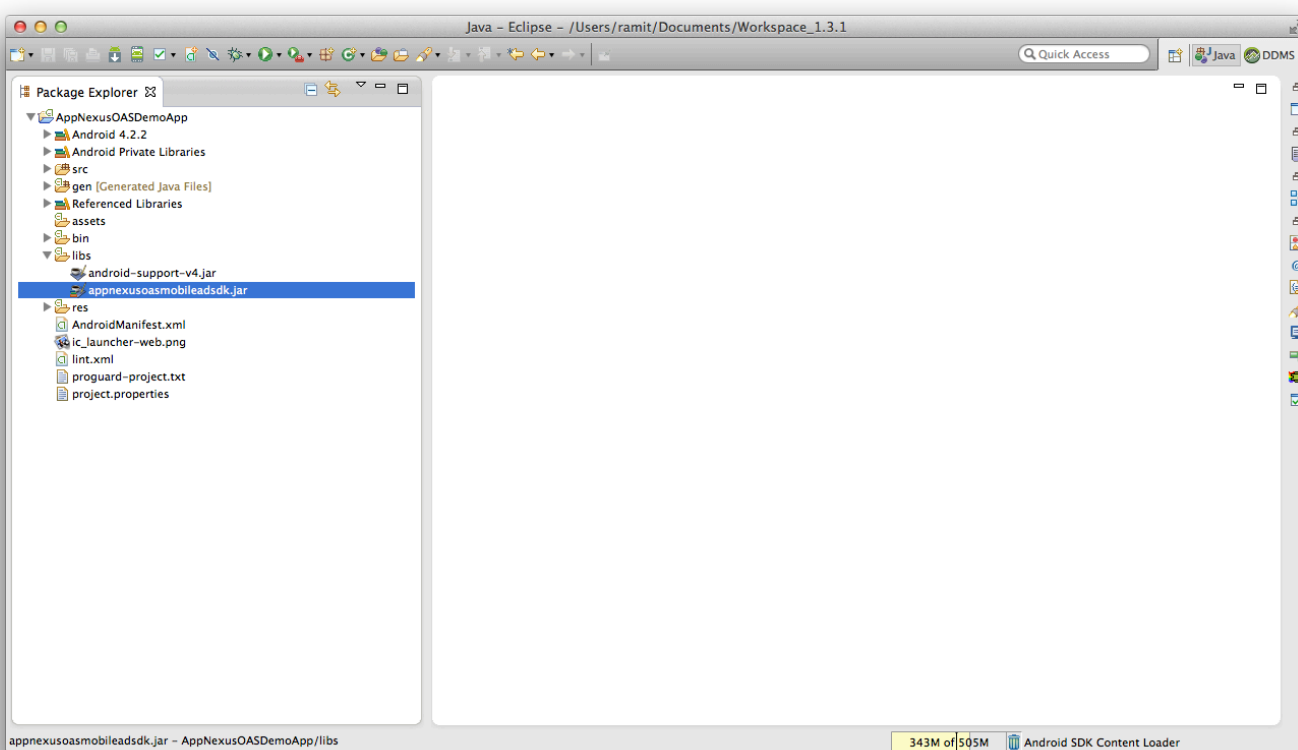 Java – Eclipse – /Users/ramit/Documents/Workspace_1.3.1
Quick Access
Java
DDMS
Package Explorer
AppNexusOASDemoApp
Android 4.2.2
Android Private Libraries
src
gen [Generated Java Files]
Referenced Libraries
assets
bin
libs
android-support-v4.jar
appnexusoasmobileadsdk.jar
res
AndroidManifest.xml
ic_launcher-web.png
lint.xml
proguard-project.txt
project.properties
appnexusoasmobileadsdk.jar – AppNexusOASDemoApp/libs
343M of 505M
Android SDK Content Loader